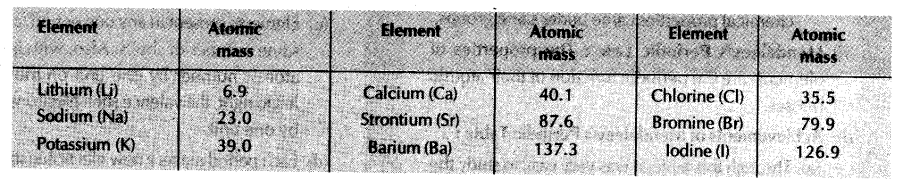 Element Atomic mass Element Atomic mass Element Atomic mass
Lithium (Li) 6.9 Calcium (Ca) 40.1 Chlorine (Cl) 35.5
Sodium (Na) 23.0 Strontium (Sr) 87.6 Bromine (Br) 79.9
Potassium (K) 39.0 Barium (Ba) 137.3 Iodine (I) 126.9